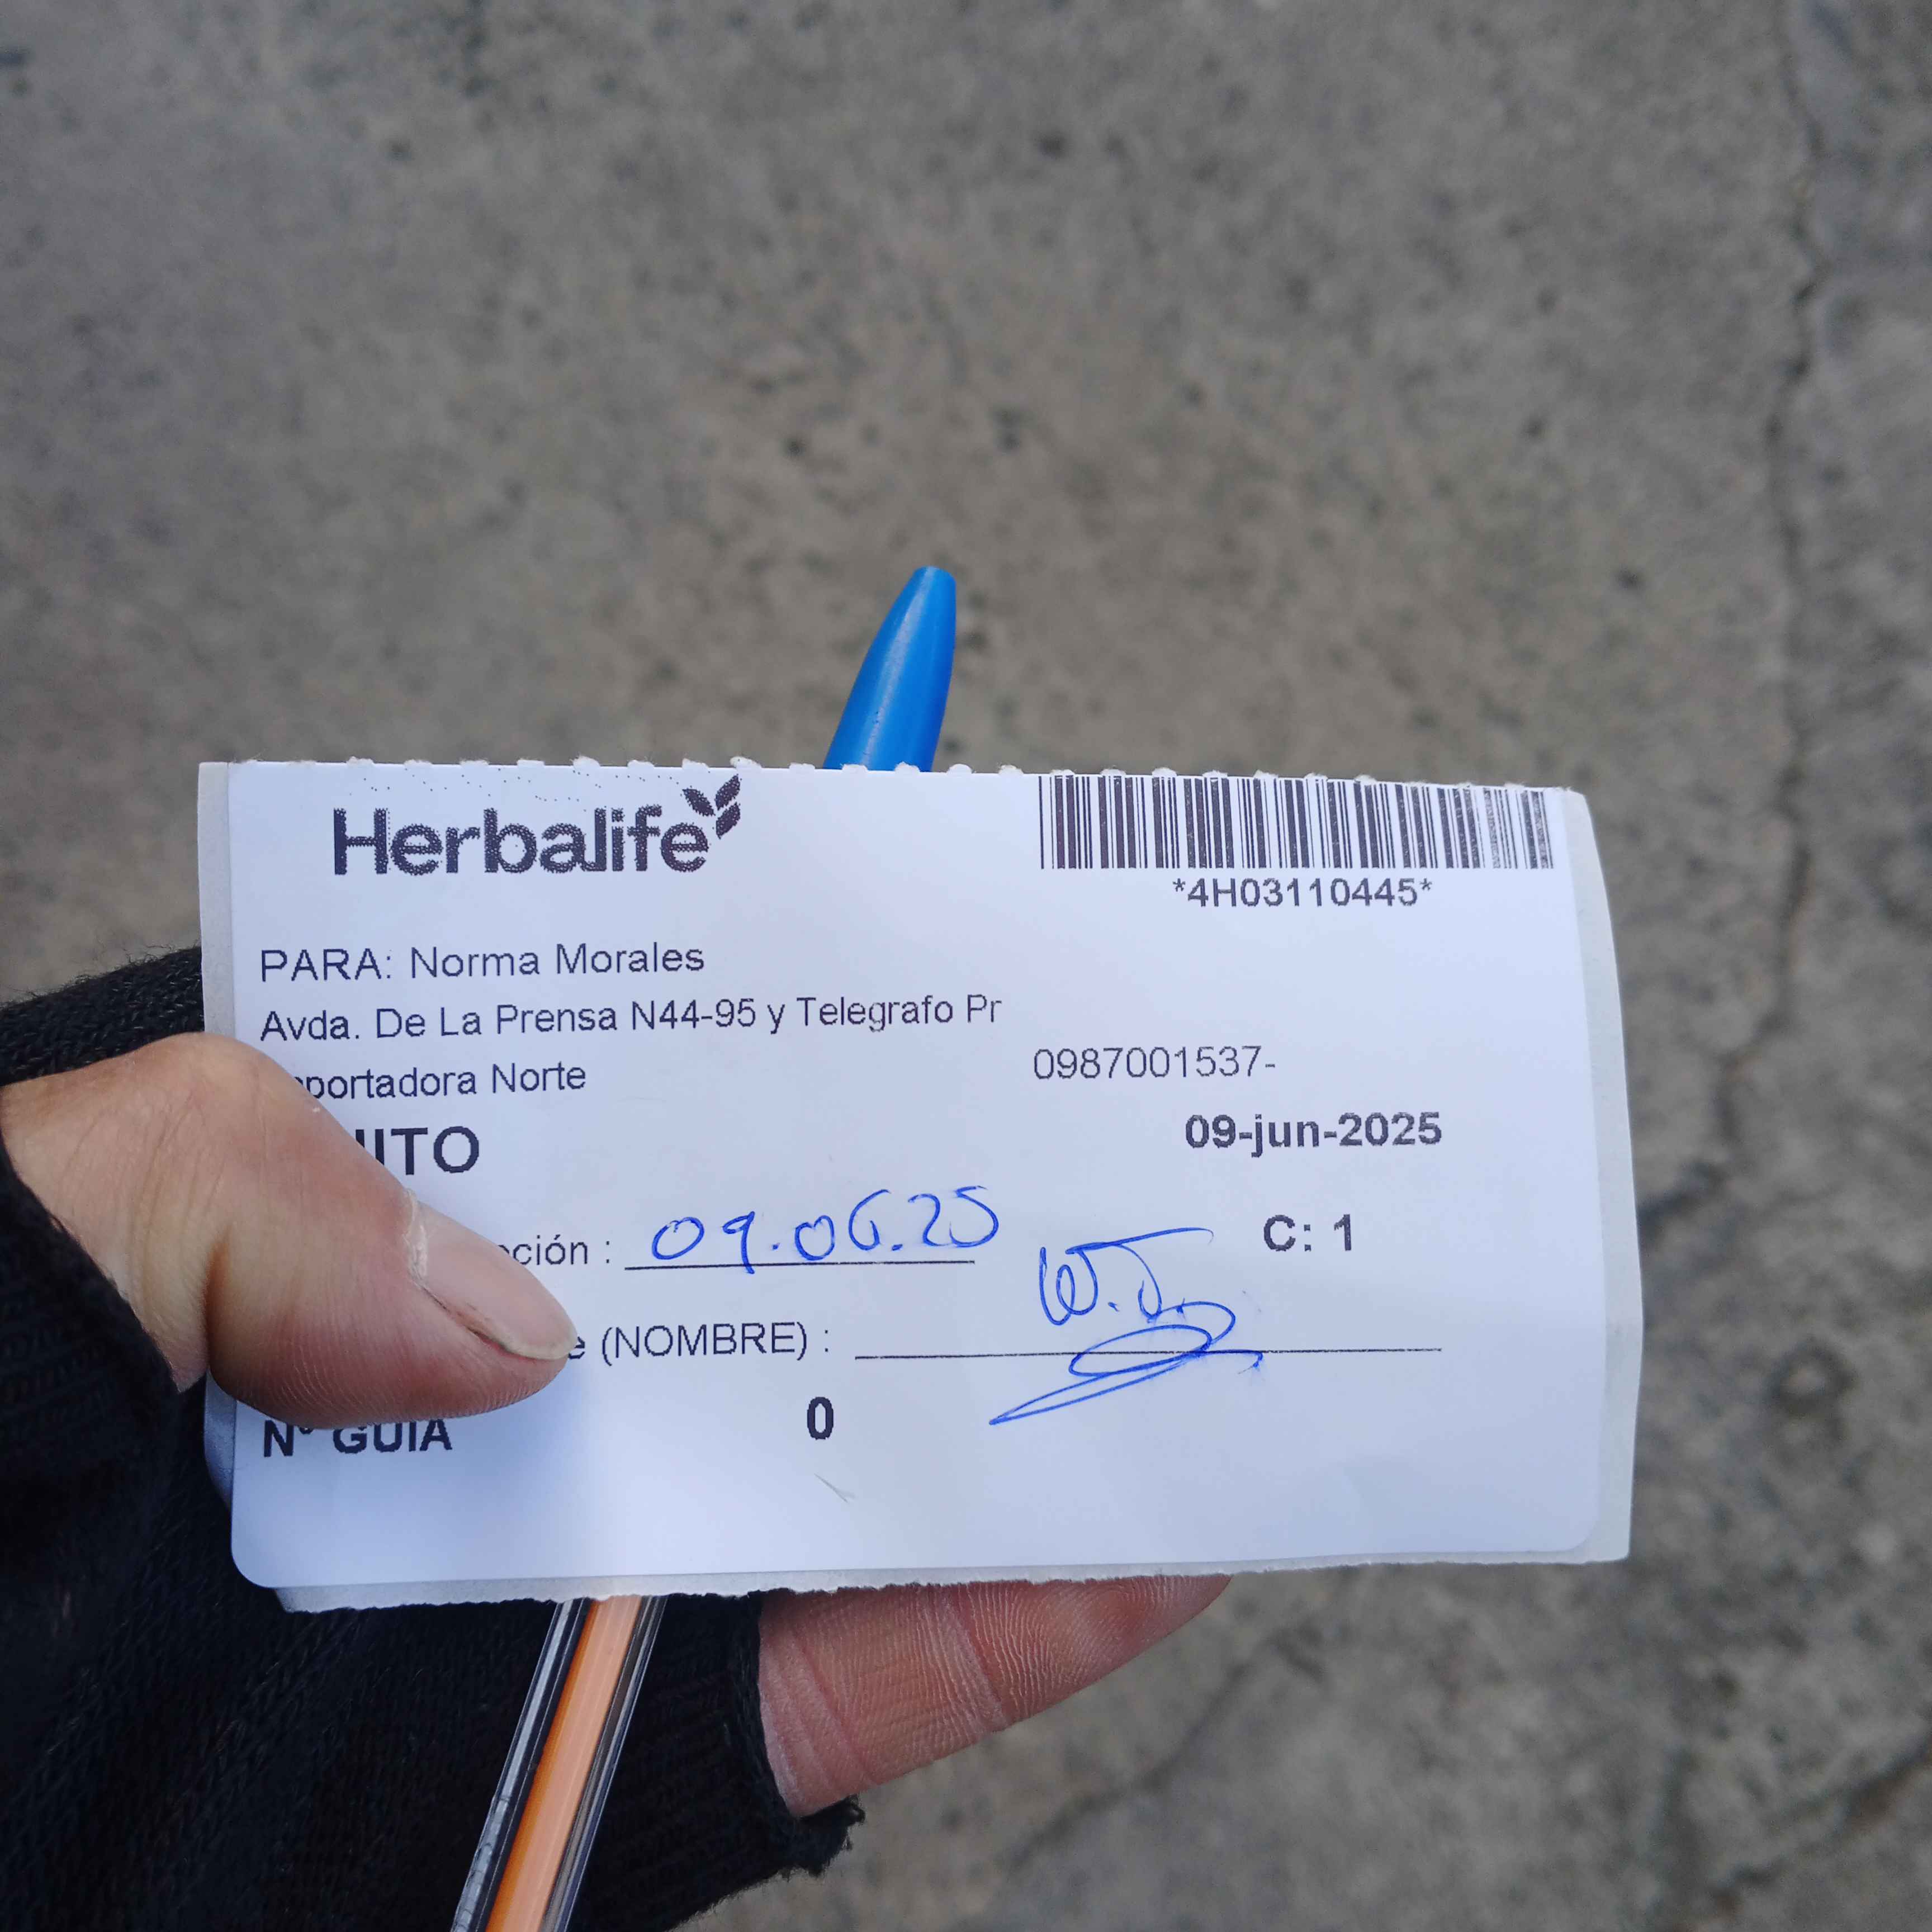 Herbalife
*4H03110445*
PARA: Norma Morales
Avda. De La Prensa N44-95 y Telegrafo Pr
portadora Norte
0987001537-
ITO
09-jun-2025
ción : 09.06.25
C: 1
W.J.
e (NOMBRE) :
Nº GUIA 0